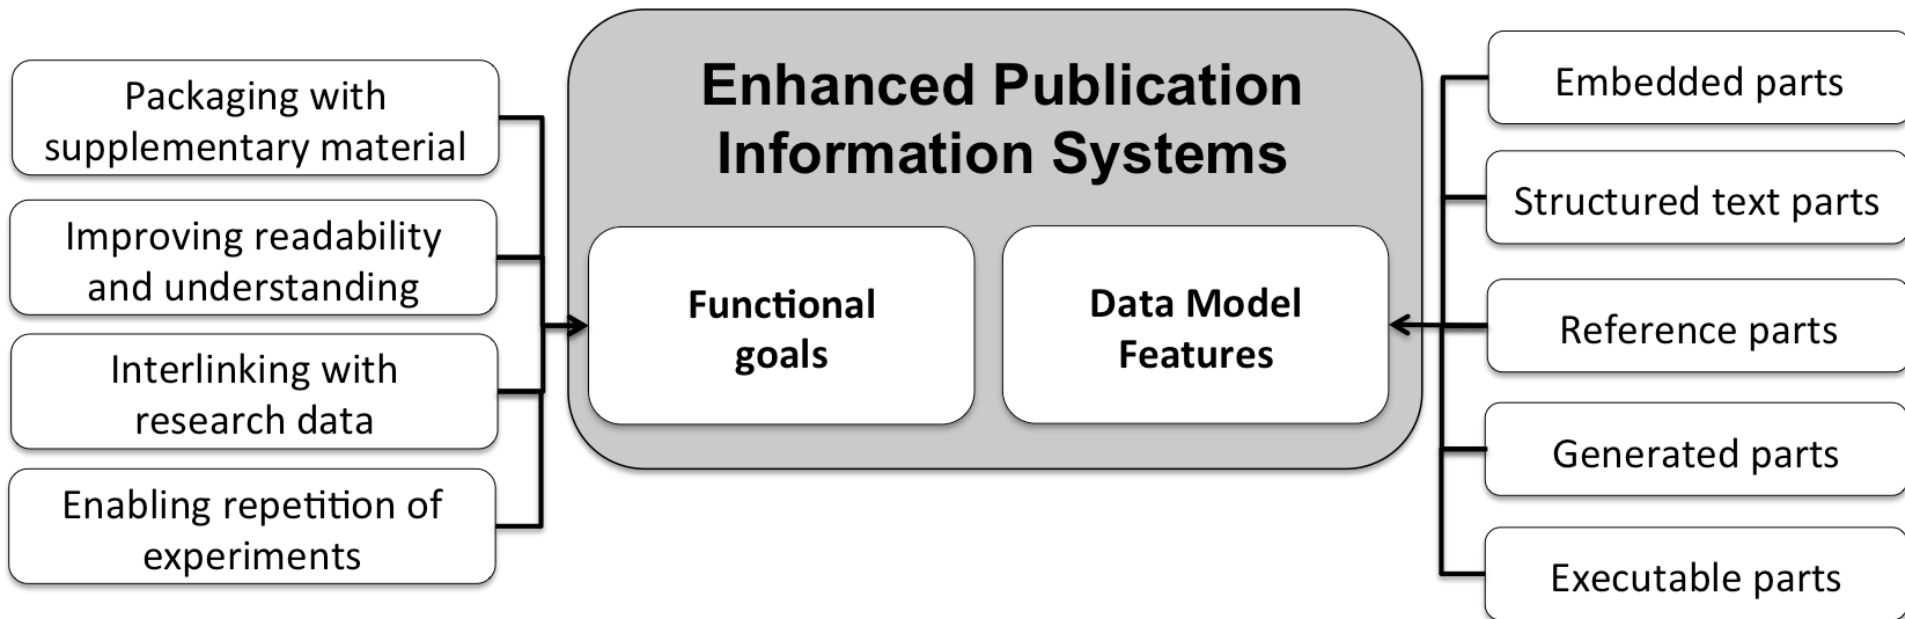 Packaging with
supplementary material
Improving readability
and understanding
Interlinking with
research data
Enabling repetition of
experiments
Enhanced Publication
Information Systems
Functional
goals
Data Model
Features
Embedded parts
Structured text parts
Reference parts
Generated parts
Executable parts